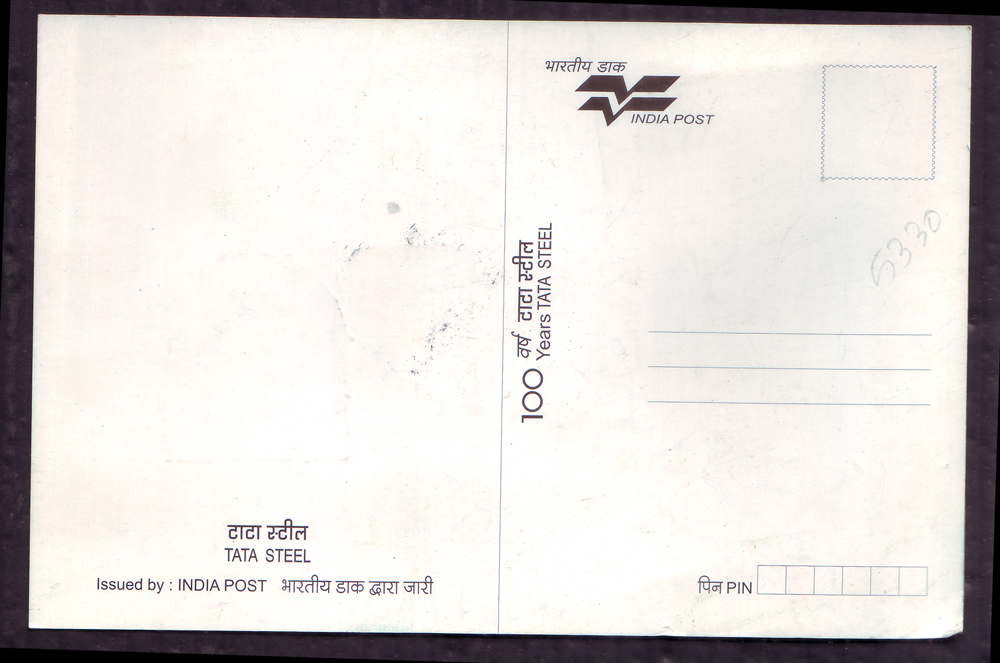 भारतीय डाक
INDIA POST
5330
100 वर्ष टाटा स्टील
Years TATA STEEL
टाटा स्टील
TATA STEEL
Issued by : INDIA POST भारतीय डाक द्वारा जारी
पिन PIN